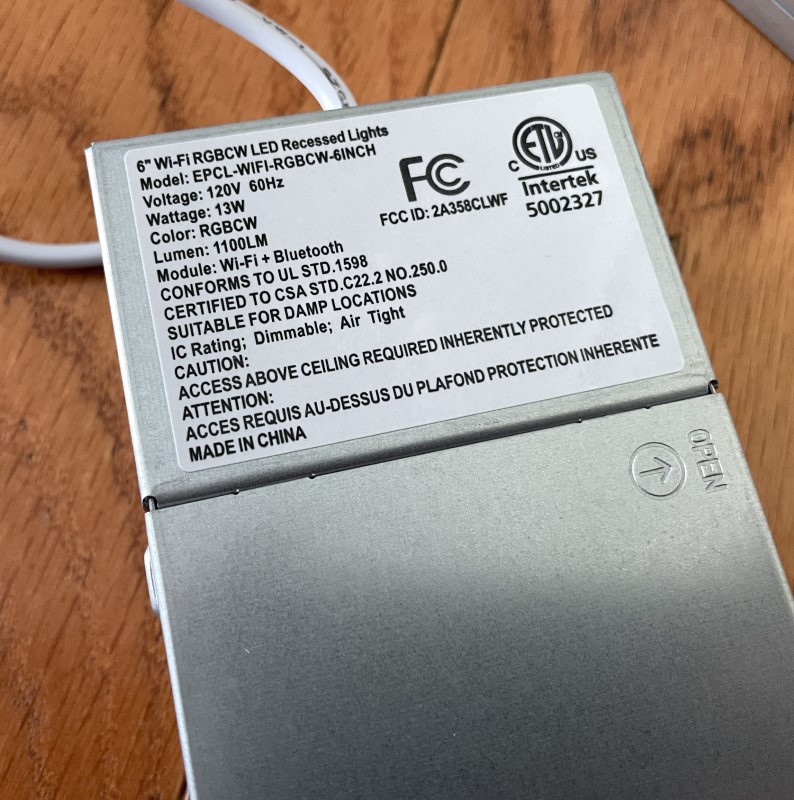 6" Wi-Fi RGBCW LED Recessed Lights
Model: EPCL-WIFI-RGBCW-6INCH
Voltage: 120V 60Hz
Wattage: 13W
Color: RGBCW
Lumen: 1100LM
Module: Wi-Fi + Bluetooth
CONFORMS TO UL STD.1598
CERTIFIED TO CSA STD.C22.2 NO.250.0
SUITABLE FOR DAMP LOCATIONS
IC Rating; Dimmable; Air Tight
CAUTION:
ACCESS ABOVE CEILING REQUIRED INHERENTLY PROTECTED
ATTENTION:
ACCES REQUIS AU-DESSUS DU PLAFOND PROTECTION INHERENTE
MADE IN CHINA
FC
FCC ID: 2A358CLWF
ETL
LISTED
C US
Intertek
5002327
OPEN